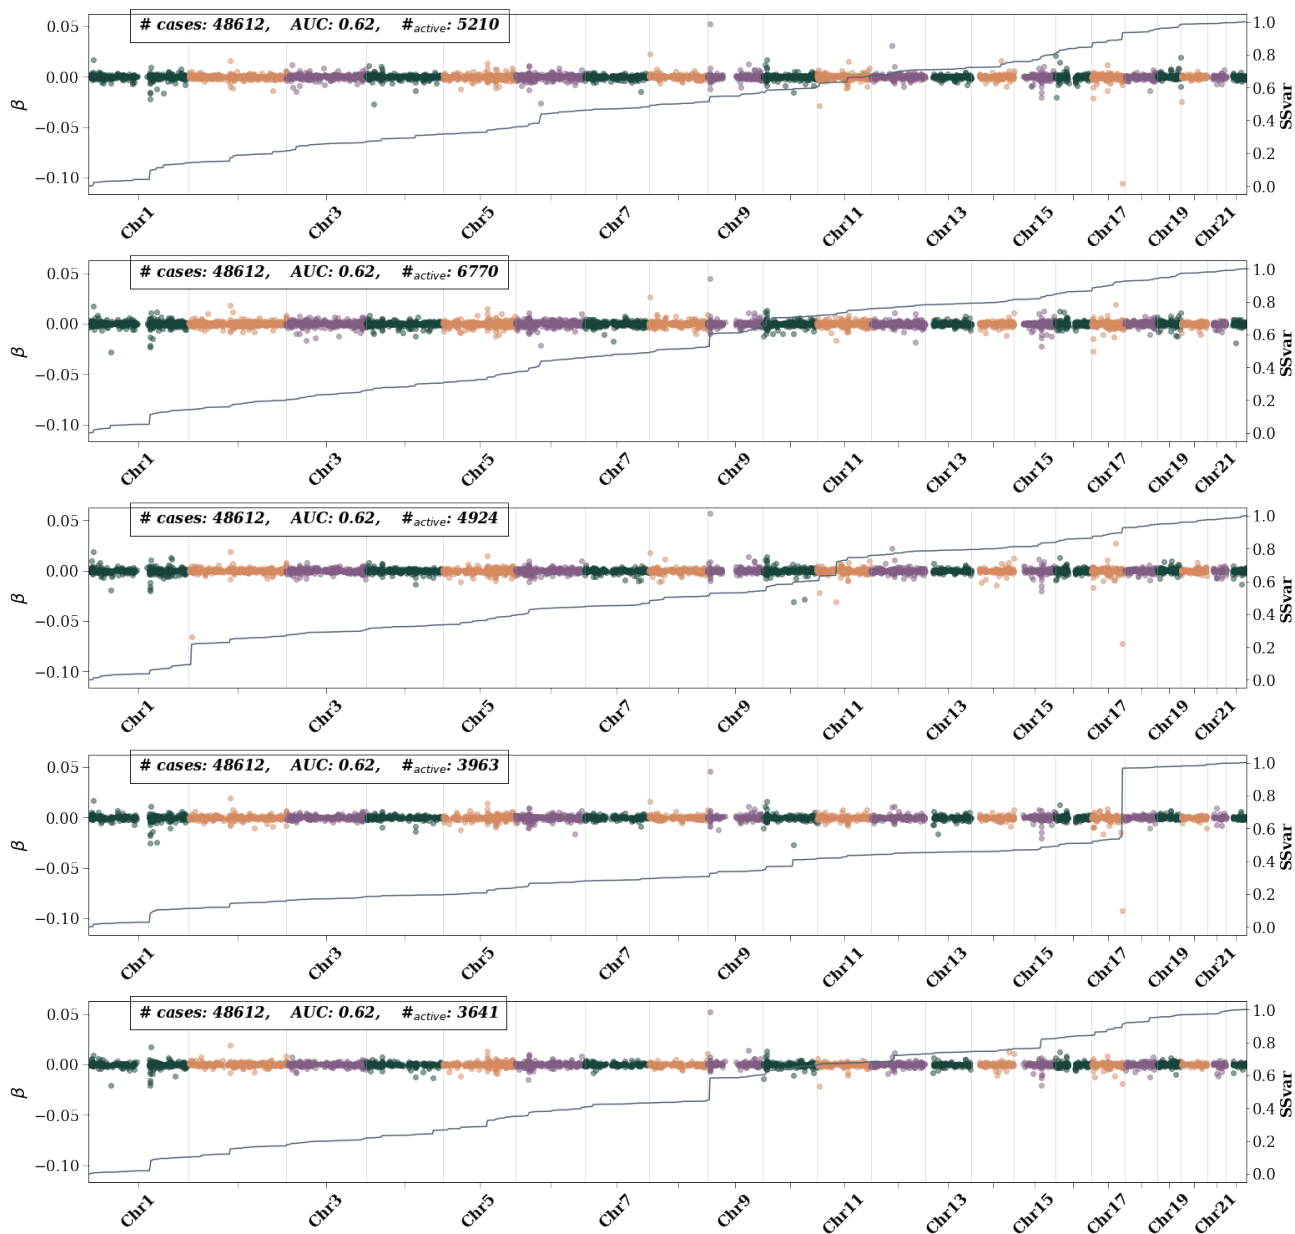 # cases: 48612, AUC: 0.62, #active: 5210
0.05
0.00
−0.05
−0.10
β
1.0
0.8
0.6
0.4
0.2
0.0
SSvar
Chr1 Chr3 Chr5 Chr7 Chr9 Chr11 Chr13 Chr15 Chr17 Chr19 Chr21
# cases: 48612, AUC: 0.62, #active: 6770
0.05
0.00
−0.05
−0.10
β
1.0
0.8
0.6
0.4
0.2
0.0
SSvar
Chr1 Chr3 Chr5 Chr7 Chr9 Chr11 Chr13 Chr15 Chr17 Chr19 Chr21
# cases: 48612, AUC: 0.62, #active: 4924
0.05
0.00
−0.05
−0.10
β
1.0
0.8
0.6
0.4
0.2
0.0
SSvar
Chr1 Chr3 Chr5 Chr7 Chr9 Chr11 Chr13 Chr15 Chr17 Chr19 Chr21
# cases: 48612, AUC: 0.62, #active: 3963
0.05
0.00
−0.05
−0.10
β
1.0
0.8
0.6
0.4
0.2
0.0
SSvar
Chr1 Chr3 Chr5 Chr7 Chr9 Chr11 Chr13 Chr15 Chr17 Chr19 Chr21
# cases: 48612, AUC: 0.62, #active: 3641
0.05
0.00
−0.05
−0.10
β
1.0
0.8
0.6
0.4
0.2
0.0
SSvar
Chr1 Chr3 Chr5 Chr7 Chr9 Chr11 Chr13 Chr15 Chr17 Chr19 Chr21